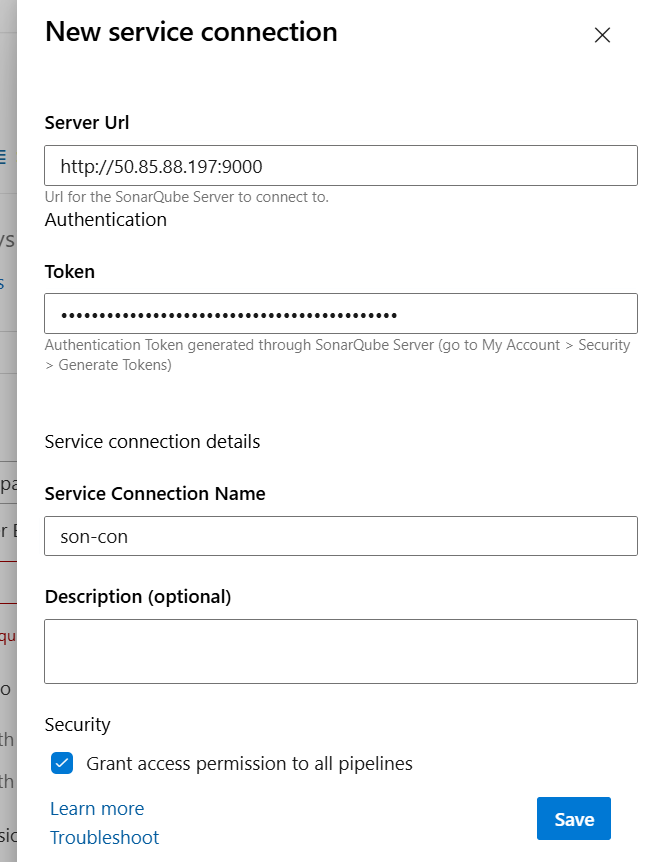 New service connection
Server Url
http://50.85.88.197:9000
Url for the SonarQube Server to connect to.
Authentication
Token
••••••••••••••••••••••••••••••••••••••••••••
Authentication Token generated through SonarQube Server (go to My Account > Security
> Generate Tokens)
Service connection details
Service Connection Name
son-con
Description (optional)
Security
Grant access permission to all pipelines
Learn more
Troubleshoot
Save